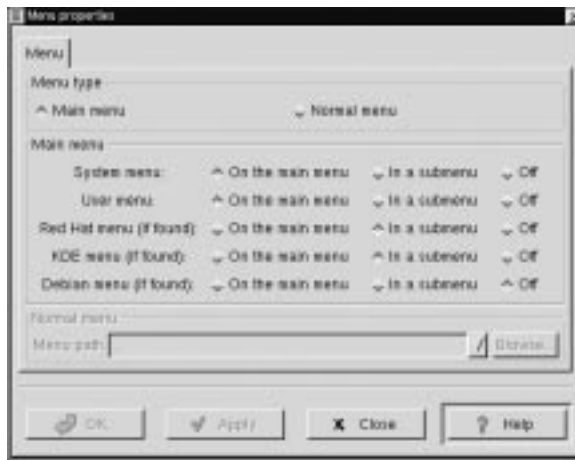 Menu properties
Menu
Menu type
Main menu Normal menu
Main menu
System menu: On the main menu In a submenu Off
User menu: On the main menu In a submenu Off
Red Hat menu (if found): On the main menu In a submenu Off
KDE menu (if found): On the main menu In a submenu Off
Debian menu (if found): On the main menu In a submenu Off
Normal menu
Menu path: / Browse...
OK Apply Close Help